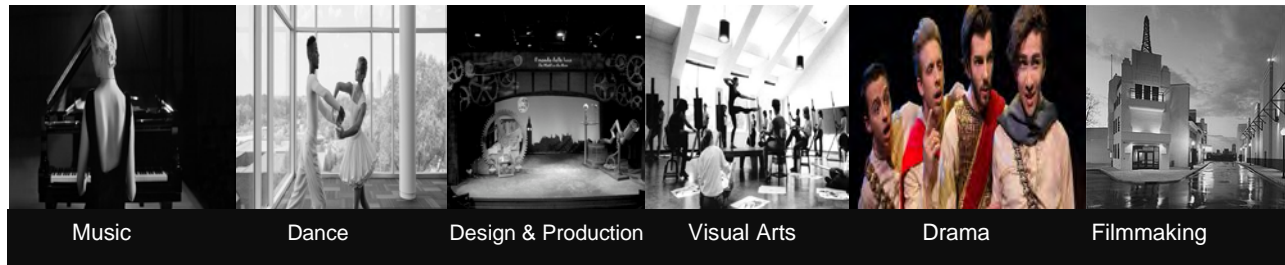 Music
Dance
Design & Production
Visual Arts
Drama
Filmmaking